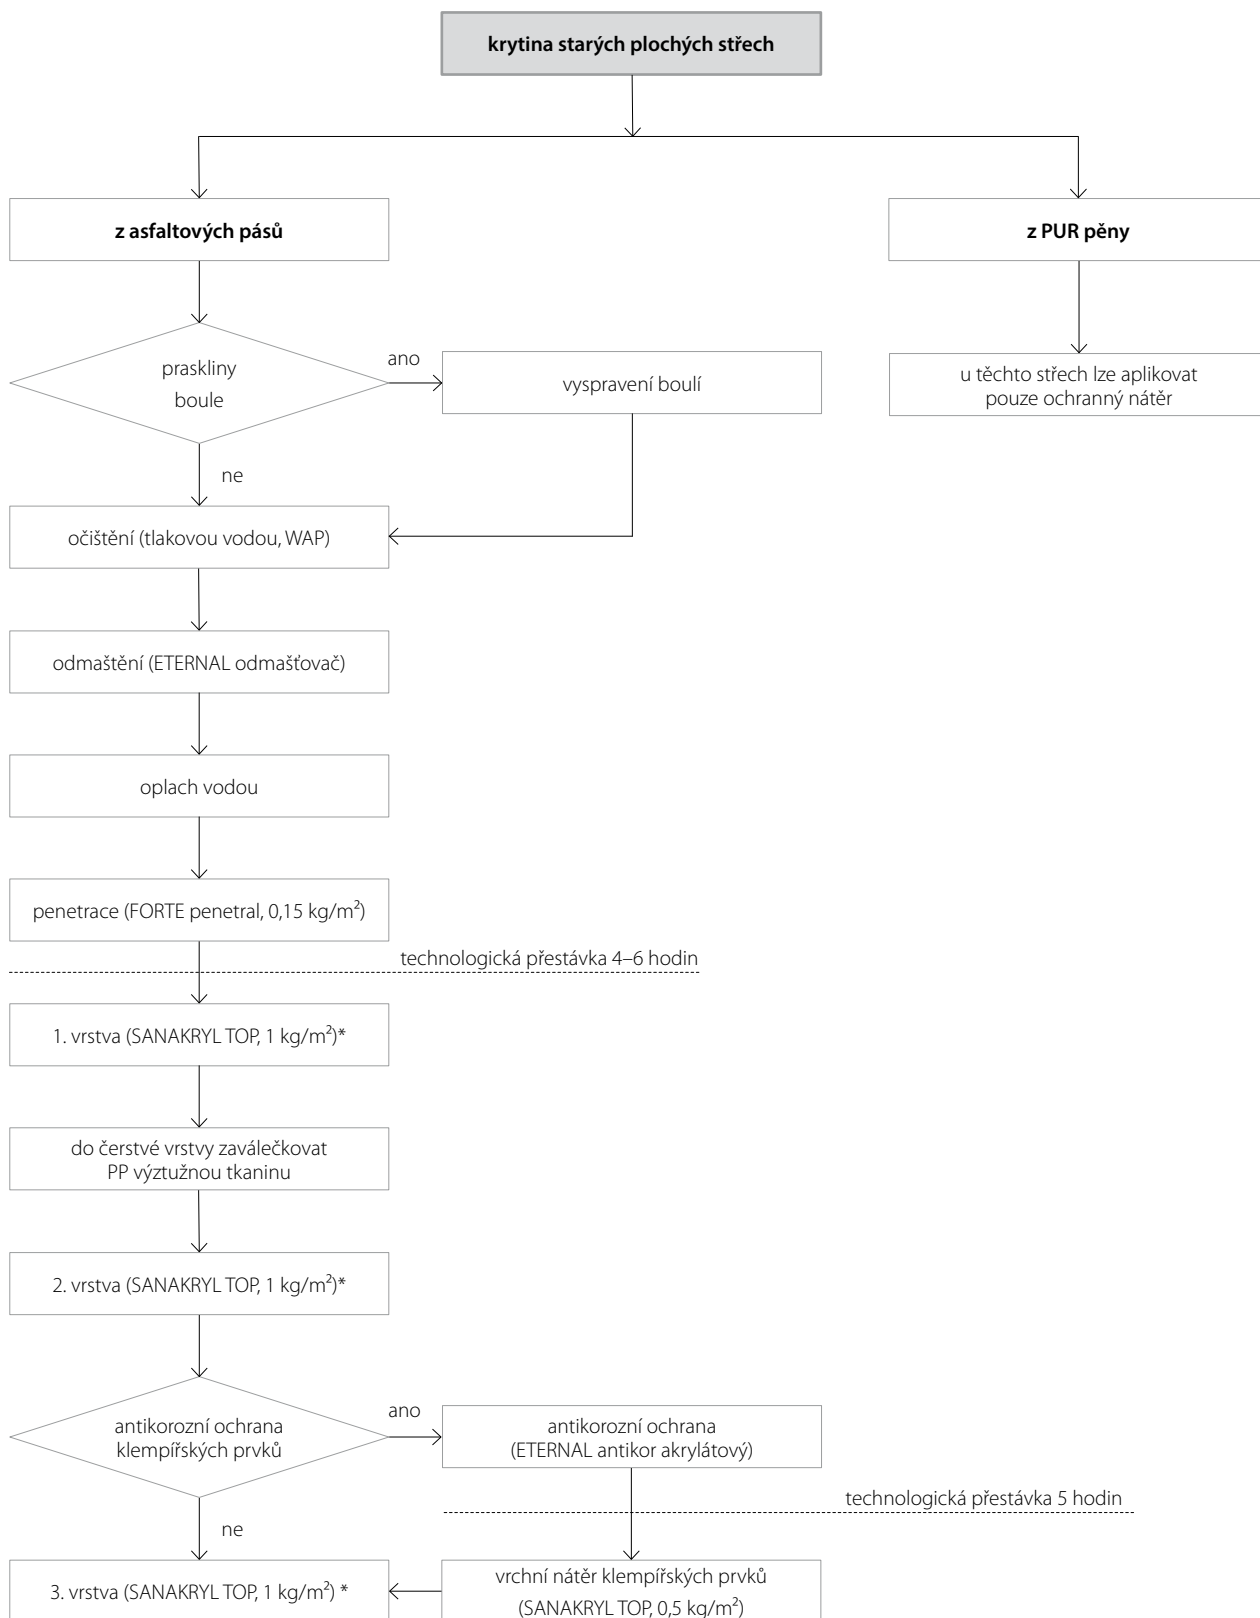 krytina starých plochých střech
z asfaltových pásů
z PUR pěny
praskliny
boule
ano
vyspravení boulí
u těchto střech lze aplikovat
pouze ochranný nátěr
ne
očištění (tlakovou vodou, WAP)
odmaštění (ETERNAL odmašťovač)
oplach vodou
penetrace (FORTE penetral, 0,15 kg/m²)
technologická přestávka 4–6 hodin
1. vrstva (SANAKRYL TOP, 1 kg/m²)*
do čerstvé vrstvy zaválečkovat
PP výztužnou tkaninu
2. vrstva (SANAKRYL TOP, 1 kg/m²)*
antikorozní ochrana
klempířských prvků
ano
antikorozní ochrana
(ETERNAL antikor akrylátový)
technologická přestávka 5 hodin
ne
3. vrstva (SANAKRYL TOP, 1 kg/m²) *
vrchní nátěr klempířských prvků
(SANAKRYL TOP, 0,5 kg/m²)